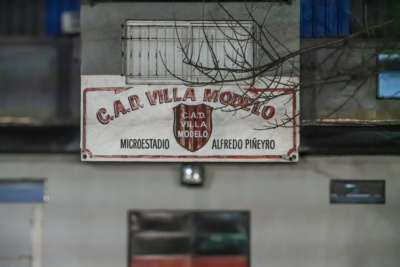 C.A.D. VILLA MODELO
C.A.D.
VILLA
MODELO
MICROESTADIO ALFREDO PIÑEYRO